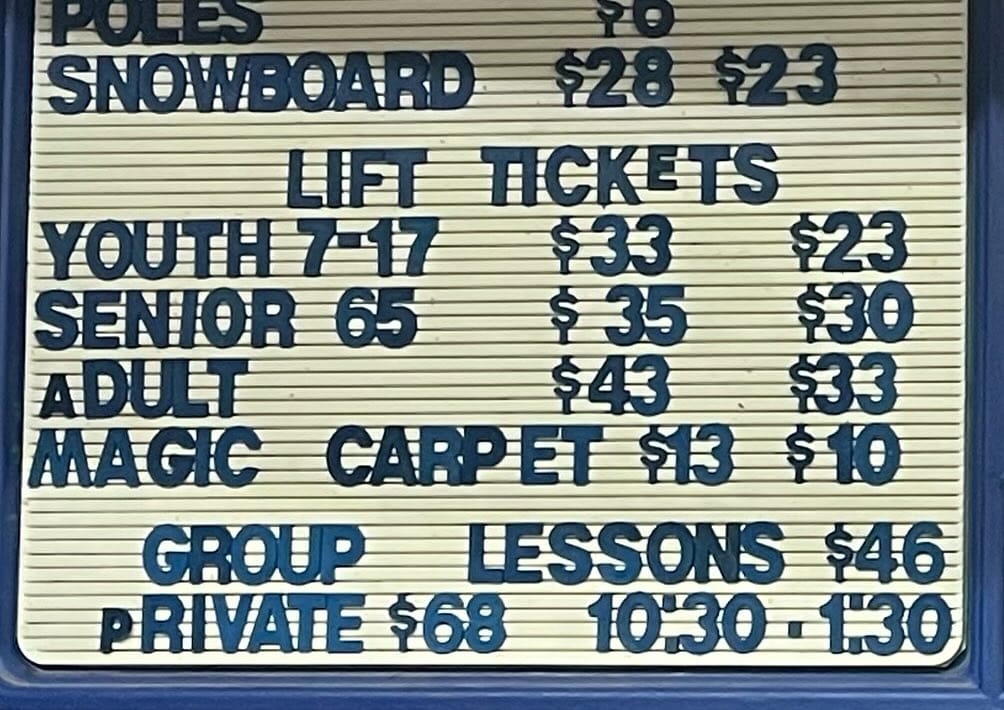 POLES $6
SNOWBOARD $28 $23
LIFT TICKETS
YOUTH 7-17 $33 $23
SENIOR 65 $35 $30
ADULT $43 $33
MAGIC CARPET $13 $10
GROUP LESSONS $46
PRIVATE $68 10:30 - 1:30